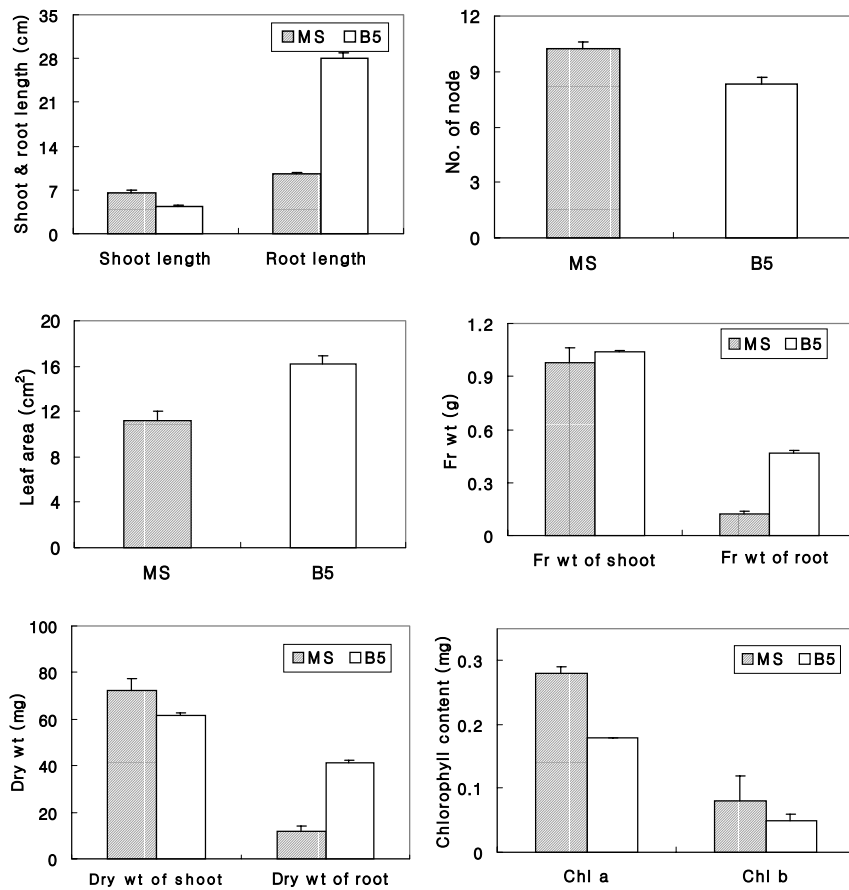 Shoot & root length (cm)
35
28
21
14
7
0
MS B5
Shoot length Root length
No. of node
12
9
6
3
0
MS B5
Leaf area (cm²)
20
16
12
8
4
0
MS B5
Fr wt (g)
1.2
0.9
0.6
0.3
0
MS B5
Fr wt of shoot Fr wt of root
Dry wt (mg)
100
80
60
40
20
0
MS B5
Dry wt of shoot Dry wt of root
Chlorophyll content (mg)
0.3
0.2
0.1
0
MS B5
Chl a Chl b